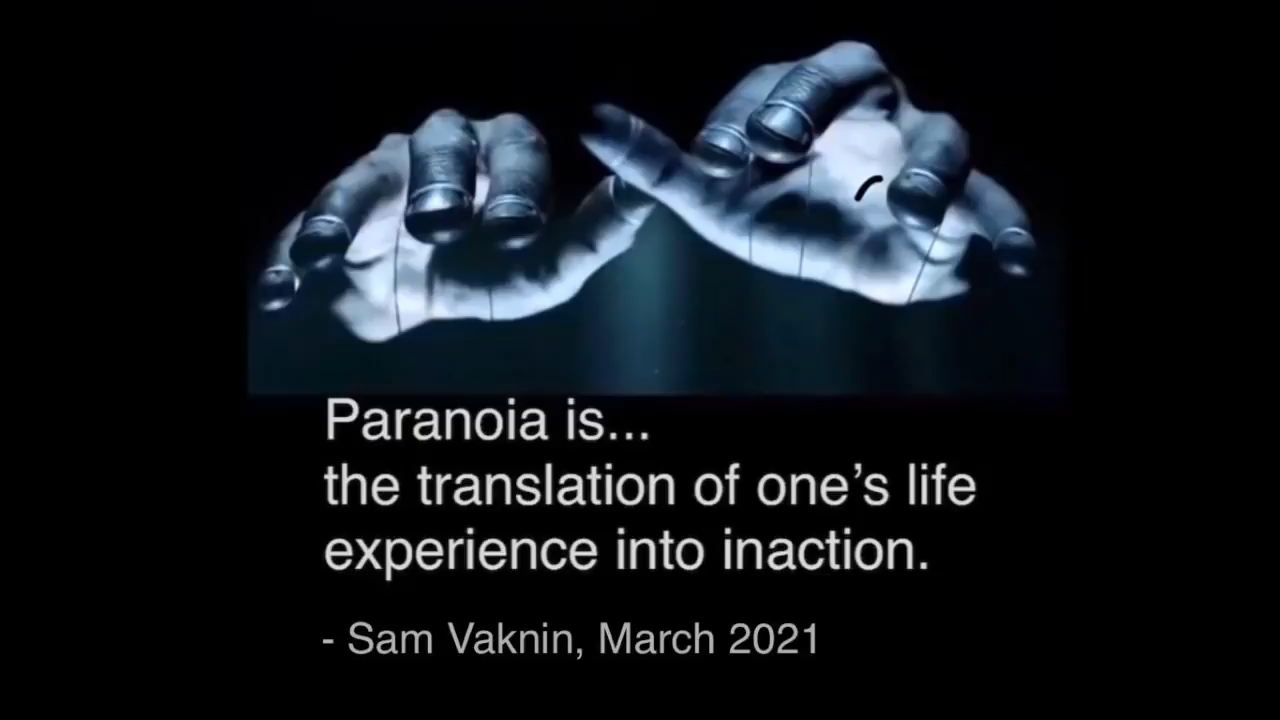 Paranoia is...
the translation of one’s life
experience into inaction.
- Sam Vaknin, March 2021